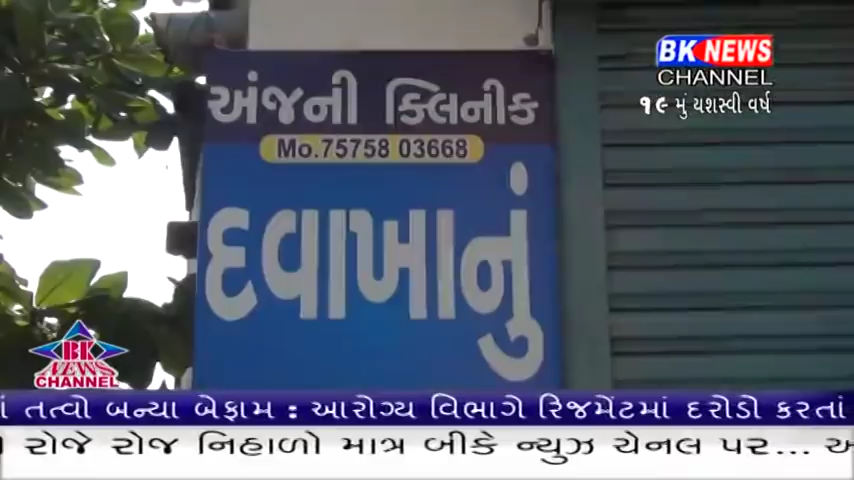 BK NEWS
CHANNEL
૧૯ મું યશસ્વી વર્ષ
અંજની ક્લિનીક
Mo.75758 03668
દવાખાનું
BK
NEWS
CHANNEL
તત્વો બન્યા બેફામ : આરોગ્ય વિભાગે રિજમેંટમાં દરોડો કરતાં
રોજે રોજ નિહાળો માત્ર બીકે ન્યુઝ ચેનલ પર...